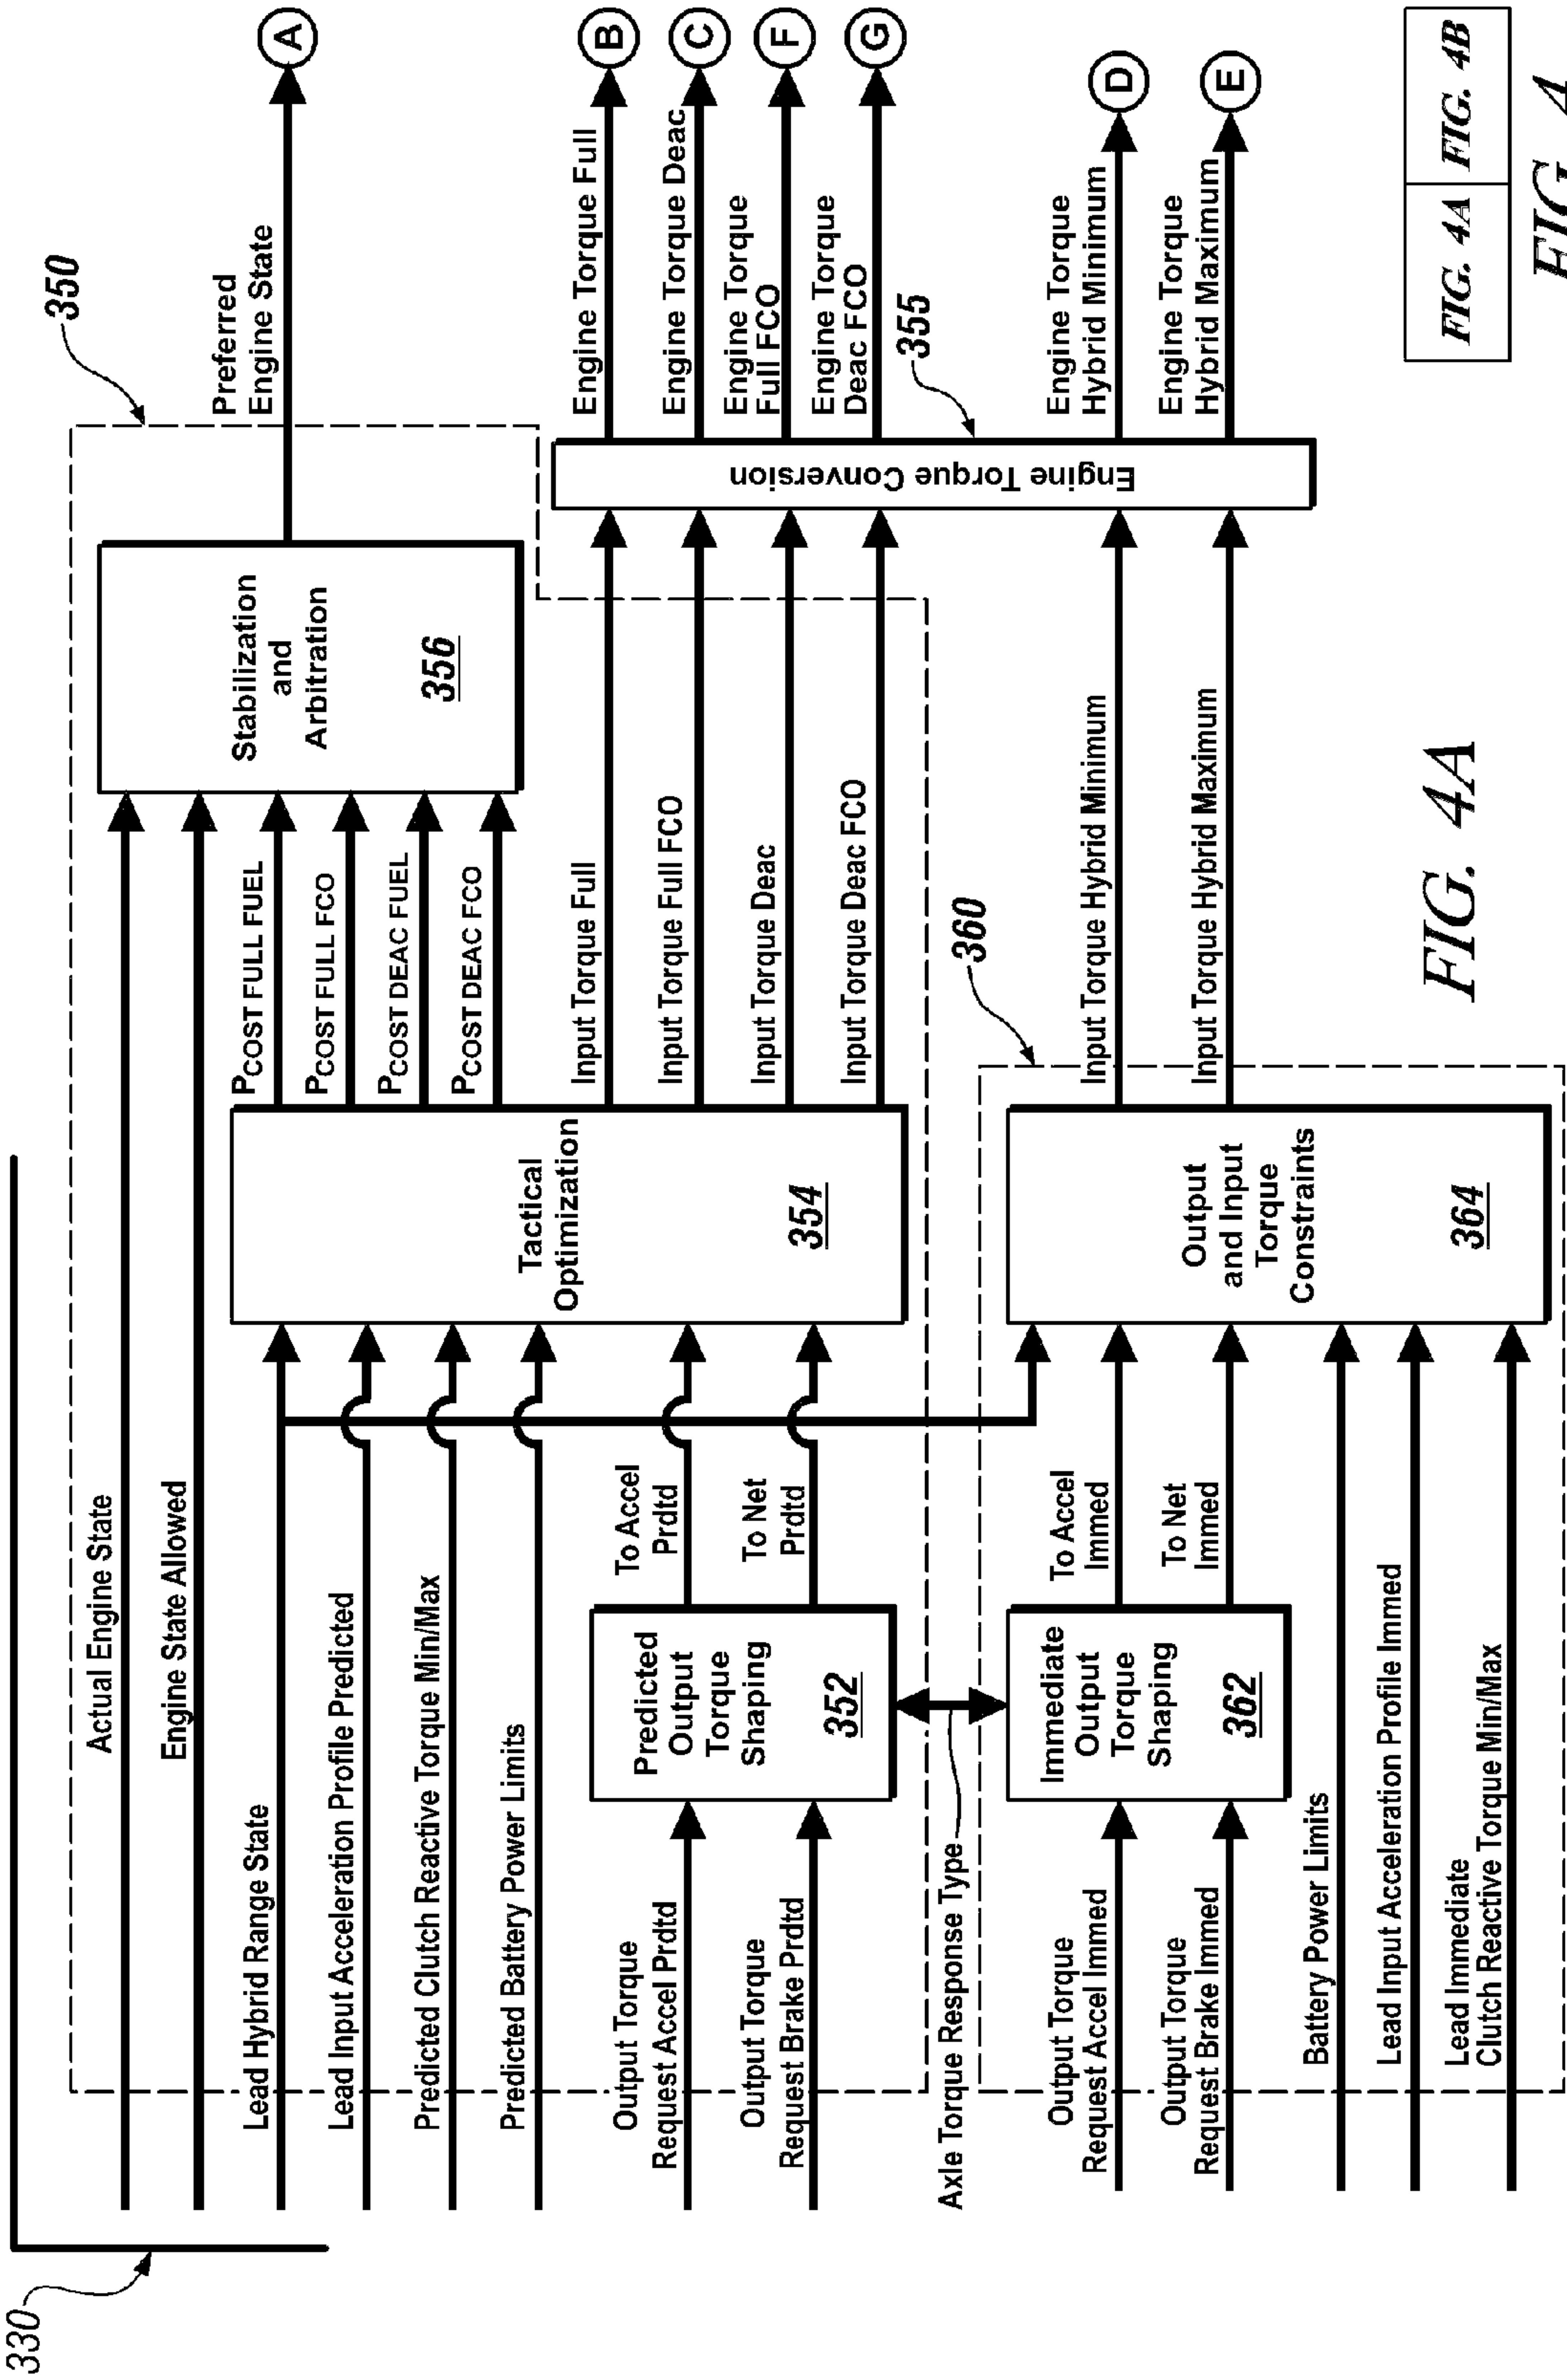 330
350
Actual Engine State
Engine State Allowed
Lead Hybrid Range State
Lead Input Acceleration Profile Predicted
Predicted Clutch Reactive Torque Min/Max
Predicted Battery Power Limits
Output Torque
Request Accel Prdtd
Output Torque
Request Brake Prdtd
Predicted
Output
Torque
Shaping
352
To Accel
Prdtd
To Net
Prdtd
Tactical
Optimization
354
PCOST FULL FUEL
PCOST FULL FCO
PCOST DEAC FUEL
PCOST DEAC FCO
Stabilization
and
Arbitration
356
Preferred
Engine State
A
Input Torque Full
Input Torque Full FCO
Input Torque Deac
Input Torque Deac FCO
Engine Torque Conversion
355
Engine Torque Full
B
Engine Torque Deac
C
Engine Torque
Full FCO
F
Engine Torque
Deac FCO
G
Engine Torque
Hybrid Minimum
D
Engine Torque
Hybrid Maximum
E
Axle Torque Response Type
360
Output Torque
Request Accel Immed
Output Torque
Request Brake Immed
Immediate
Output
Torque
Shaping
362
To Accel
Immed
To Net
Immed
Battery Power Limits
Lead Input Acceleration Profile Immed
Lead Immediate
Clutch Reactive Torque Min/Max
Output
and Input
Torque
Constraints
364
Input Torque Hybrid Minimum
Input Torque Hybrid Maximum
FIG. 4A
FIG. 4A FIG. 4B
FIG. 4